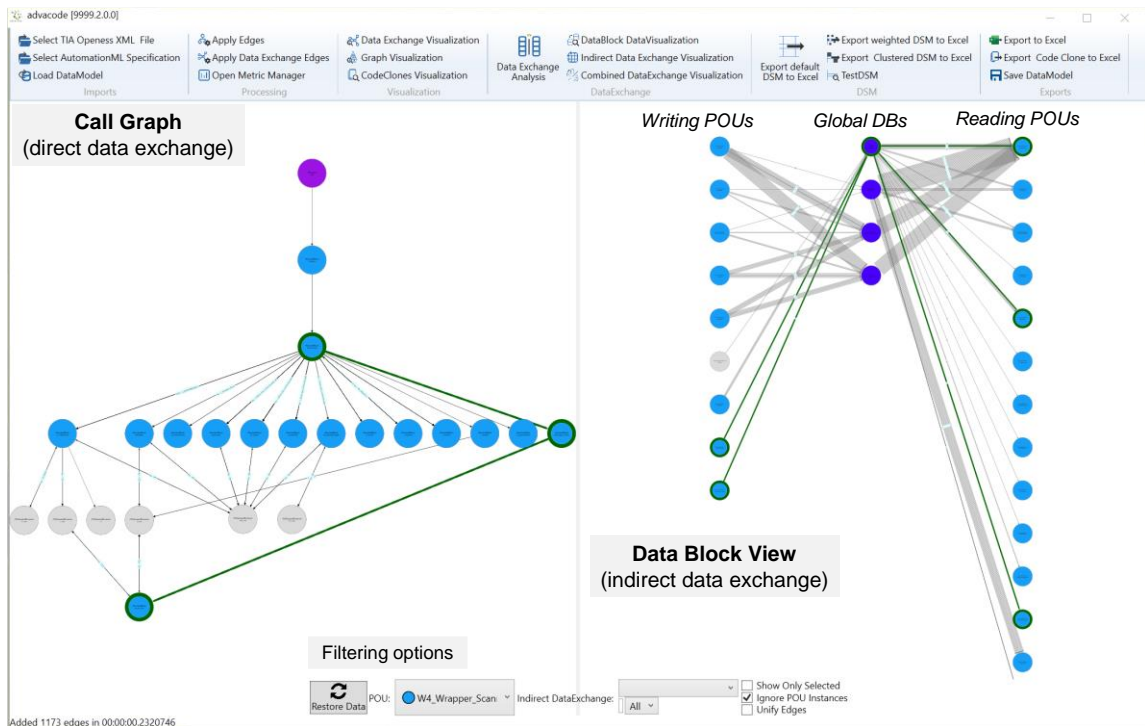 advacode [9999.2.0.0]
Select TIA Openess XML File
Select AutomationML Specification
Load DataModel
Imports
Apply Edges
Apply Data Exchange Edges
Open Metric Manager
Processing
Data Exchange Visualization
Graph Visualization
CodeClones Visualization
Visualization
Data Exchange
Analysis
DataBlock DataVisualization
Indirect Data Exchange Visualization
Combined DataExchange Visualization
DataExchange
Export default
DSM to Excel
Export weighted DSM to Excel
Export Clustered DSM to Excel
TestDSM
DSM
Export to Excel
Export Code Clone to Excel
Save DataModel
Exports
Call Graph
(direct data exchange)
Writing POUs
Global DBs
Reading POUs
Data Block View
(indirect data exchange)
Filtering options
Restore Data
POU:
W4_Wrapper_Scan
Indirect DataExchange:
All
Show Only Selected
Ignore POU Instances
Unify Edges
Added 1173 edges in 00:00:00.2320746